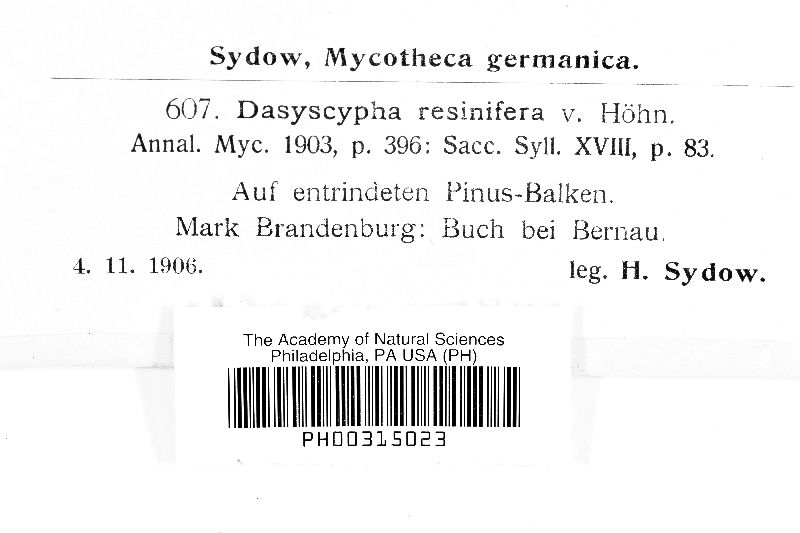 Sydow, Mycotheca germanica.
607. Dasyscypha resinifera v. Höhn.
Annal. Myc. 1903, p. 396: Sacc. Syll. XVIII, p. 83.
Auf entrindeten Pinus-Balken.
Mark Brandenburg: Buch bei Bernau.
4. 11. 1906. leg. H. Sydow.
The Academy of Natural Sciences
Philadelphia, PA USA (PH)
PH00315023